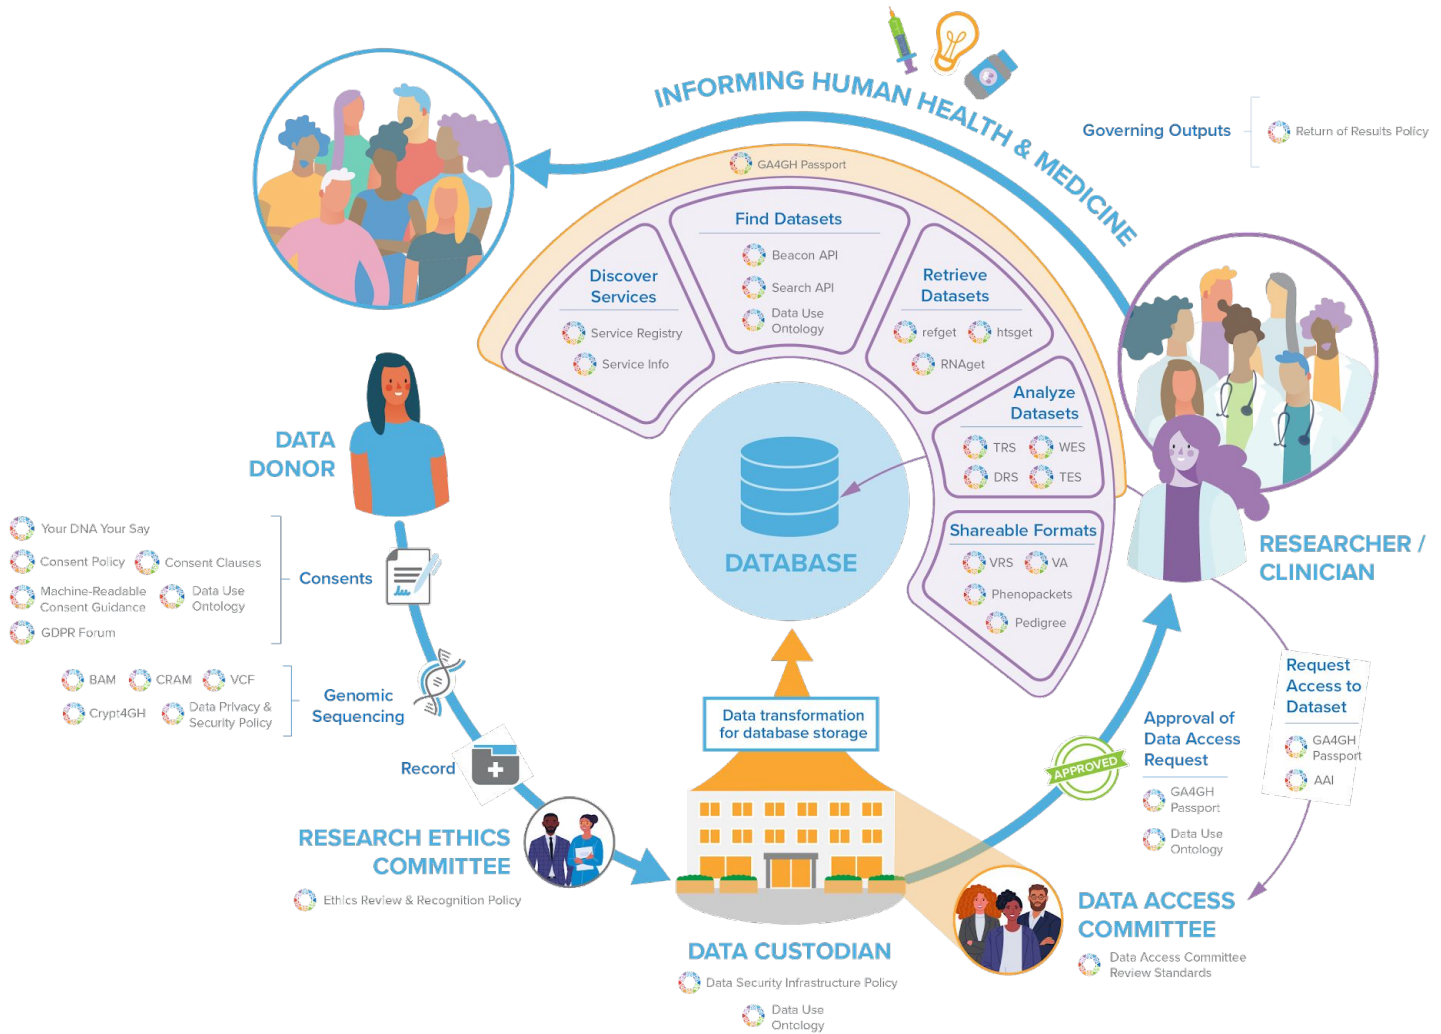 INFORMING HUMAN HEALTH & MEDICINE
Governing Outputs
Return of Results Policy
GA4GH Passport
Discover
Services
Service Registry
Service Info
Find Datasets
Beacon API
Search API
Data Use
Ontology
Retrieve
Datasets
refget
htsget
RNAget
Analyze
Datasets
TRS
WES
DRS
TES
Shareable Formats
VRS
VA
Phenopackets
Pedigree
DATABASE
DATA
DONOR
Your DNA Your Say
Consent Policy
Consent Clauses
Machine-Readable
Consent Guidance
Data Use
Ontology
GDPR Forum
Consents
BAM
CRAM
VCF
Crypt4GH
Data Privacy &
Security Policy
Genomic
Sequencing
Record
RESEARCH ETHICS
COMMITTEE
Ethics Review & Recognition Policy
Data transformation
for database storage
DATA CUSTODIAN
Data Security Infrastructure Policy
Data Use
Ontology
RESEARCHER /
CLINICIAN
Request
Access to
Dataset
GA4GH
Passport
AAI
APPROVED
Approval of
Data Access
Request
GA4GH
Passport
Data Use
Ontology
DATA ACCESS
COMMITTEE
Data Access Committee
Review Standards